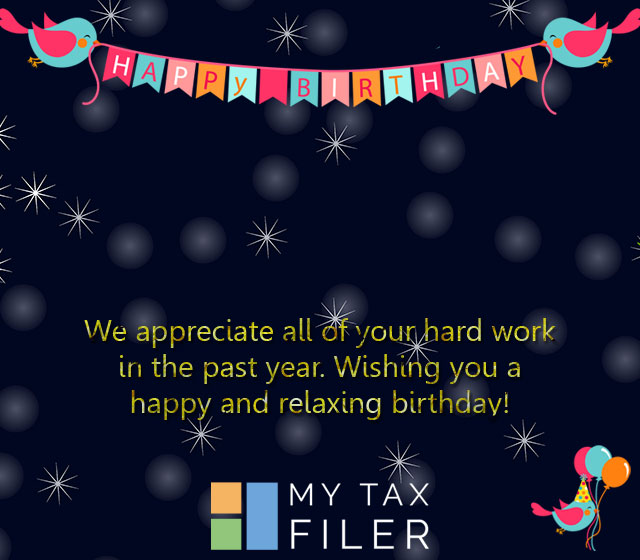 HAPPY BIRTHDAY
We appreciate all of your hard work
in the past year. Wishing you a
happy and relaxing birthday!
MY TAX
FILER